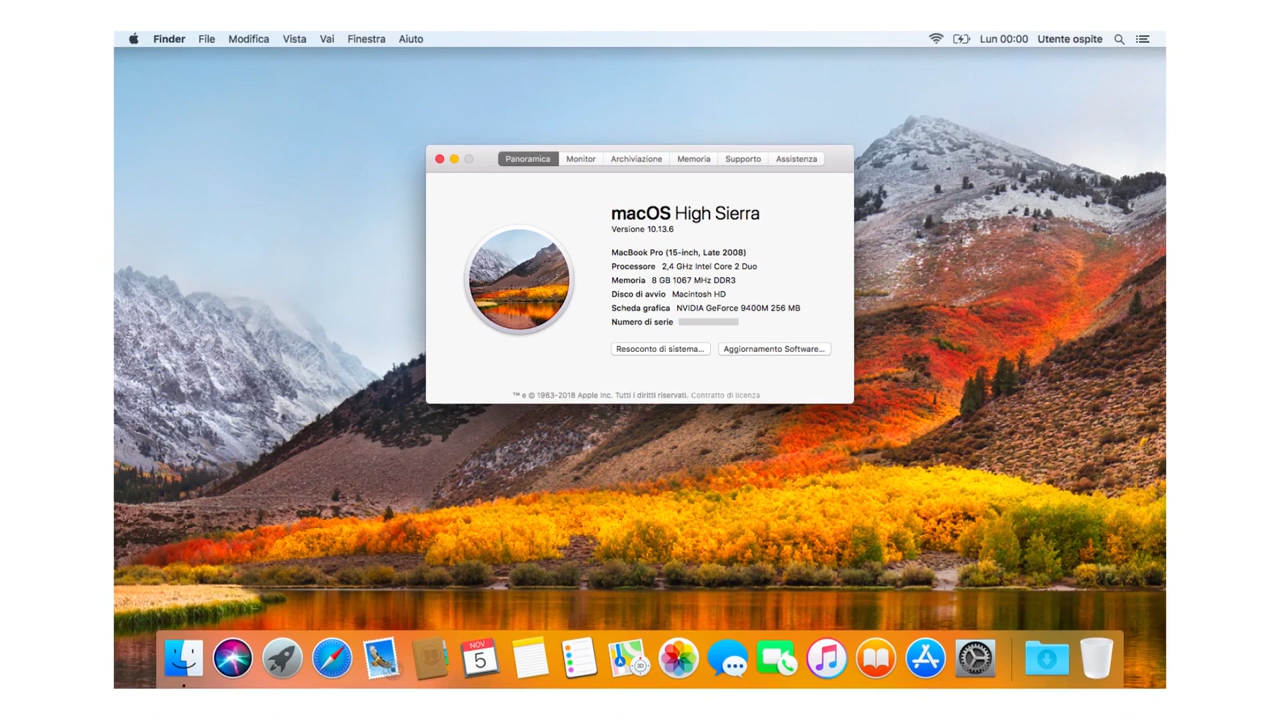 Finder File Modifica Vista Vai Finestra Aiuto Lun 00:00 Utente ospite
Panoramica Monitor Archiviazione Memoria Supporto Assistenza
macOS High Sierra
Versione 10.13.6
MacBook Pro (15-inch, Late 2008)
Processore 2,4 GHz Intel Core 2 Duo
Memoria 8 GB 1067 MHz DDR3
Disco di avvio Macintosh HD
Scheda grafica NVIDIA GeForce 9400M 256 MB
Numero di serie
Resoconto di sistema... Aggiornamento Software...
™ e © 1983-2018 Apple Inc. Tutti i diritti riservati. Contratto di licenza
NOV
5
3D